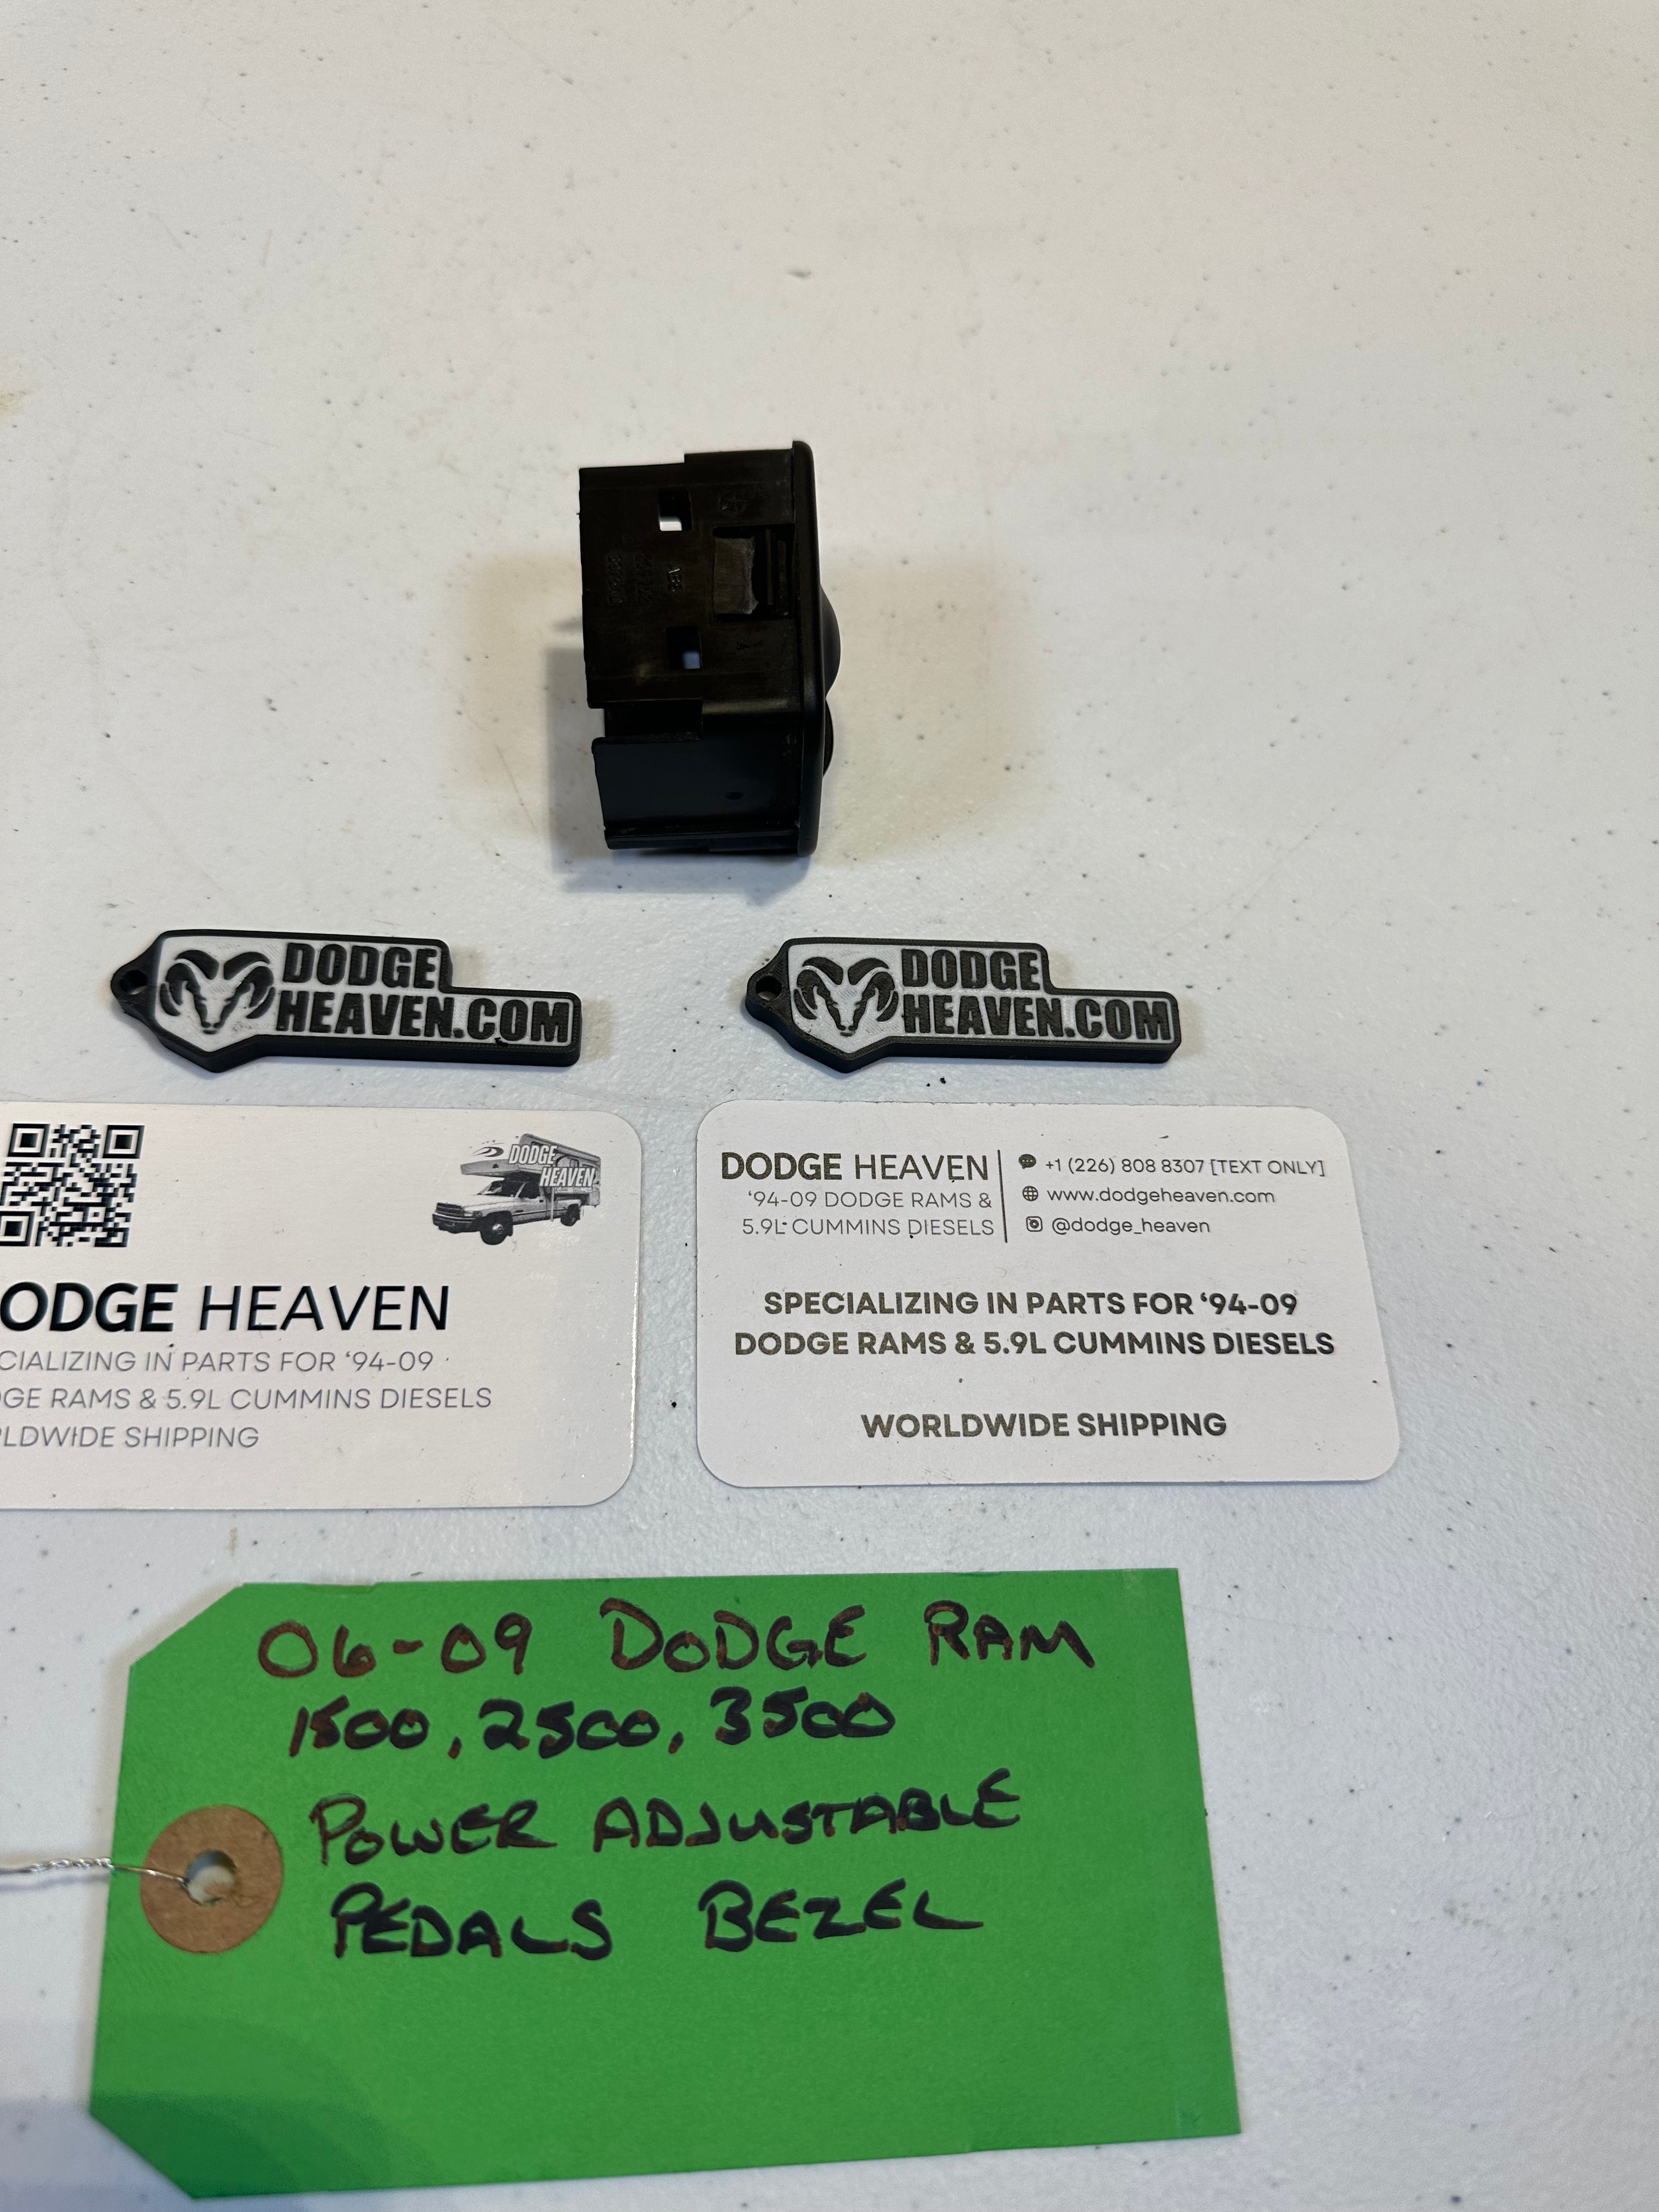 DODGE
HEAVEN.COM
DODGE
HEAVEN.COM
DODGE
HEAVEN
ODGE HEAVEN
CIALIZING IN PARTS FOR ‘94-09
GE RAMS & 5.9L CUMMINS DIESELS
LDWIDE SHIPPING
DODGE HEAVEN
‘94-09 DODGE RAMS &
5.9L CUMMINS DIESELS
+1 (226) 808 8307 [TEXT ONLY]
www.dodgeheaven.com
@dodge_heaven
SPECIALIZING IN PARTS FOR ‘94-09
DODGE RAMS & 5.9L CUMMINS DIESELS
WORLDWIDE SHIPPING
06-09 DODGE RAM
1500, 2500, 3500
POWER ADJUSTABLE
PEDALS BEZEL